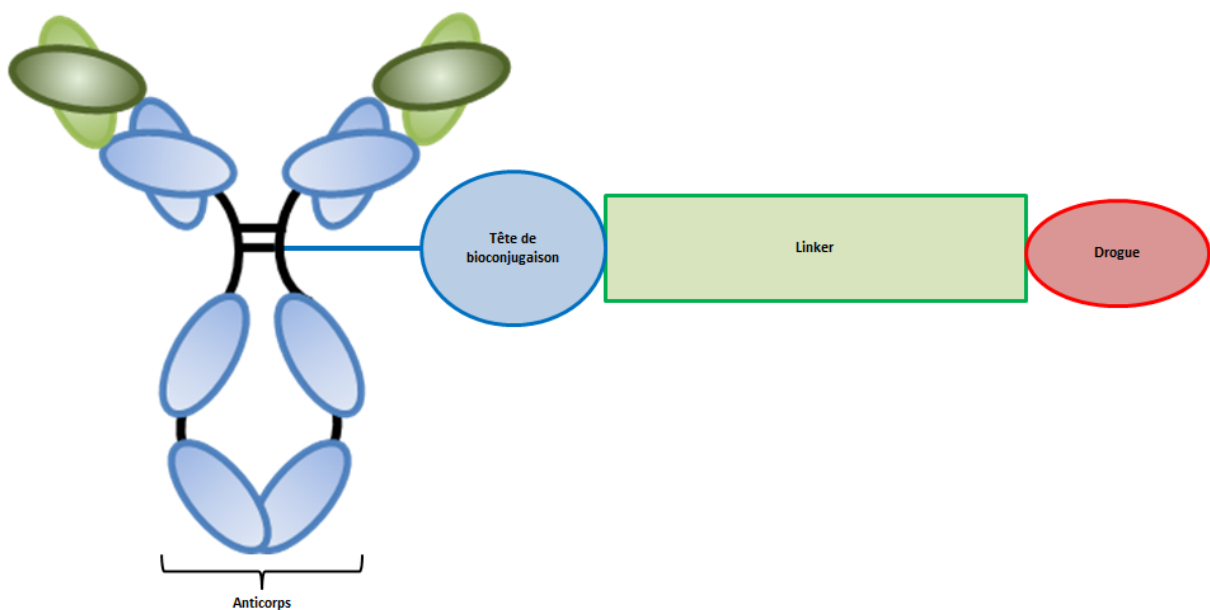 Tête de
bioconjugaison
Linker
Drogue
Anticorps